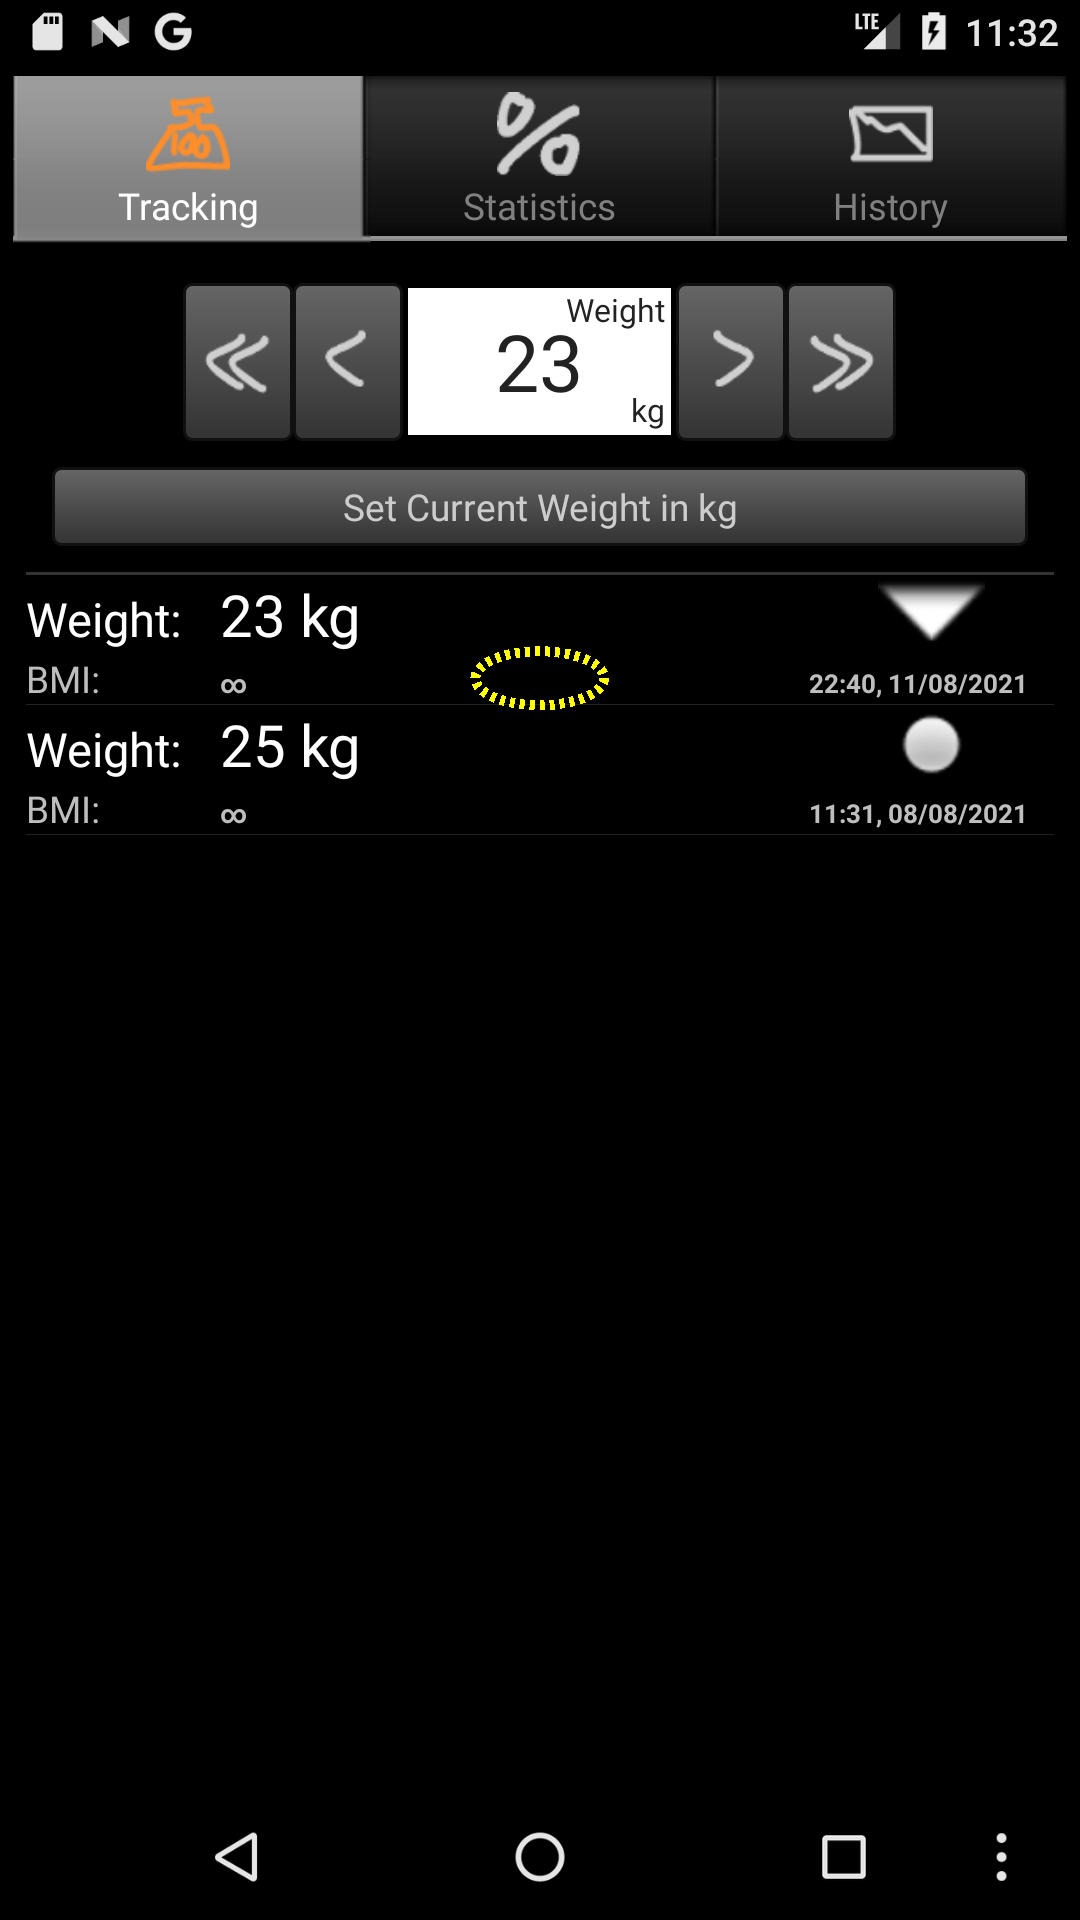 LTE 11:32
100
Tracking
Statistics
History
Weight
23
kg
Set Current Weight in kg
Weight: 23 kg
BMI: ∞ 22:40, 11/08/2021
Weight: 25 kg
BMI: ∞ 11:31, 08/08/2021